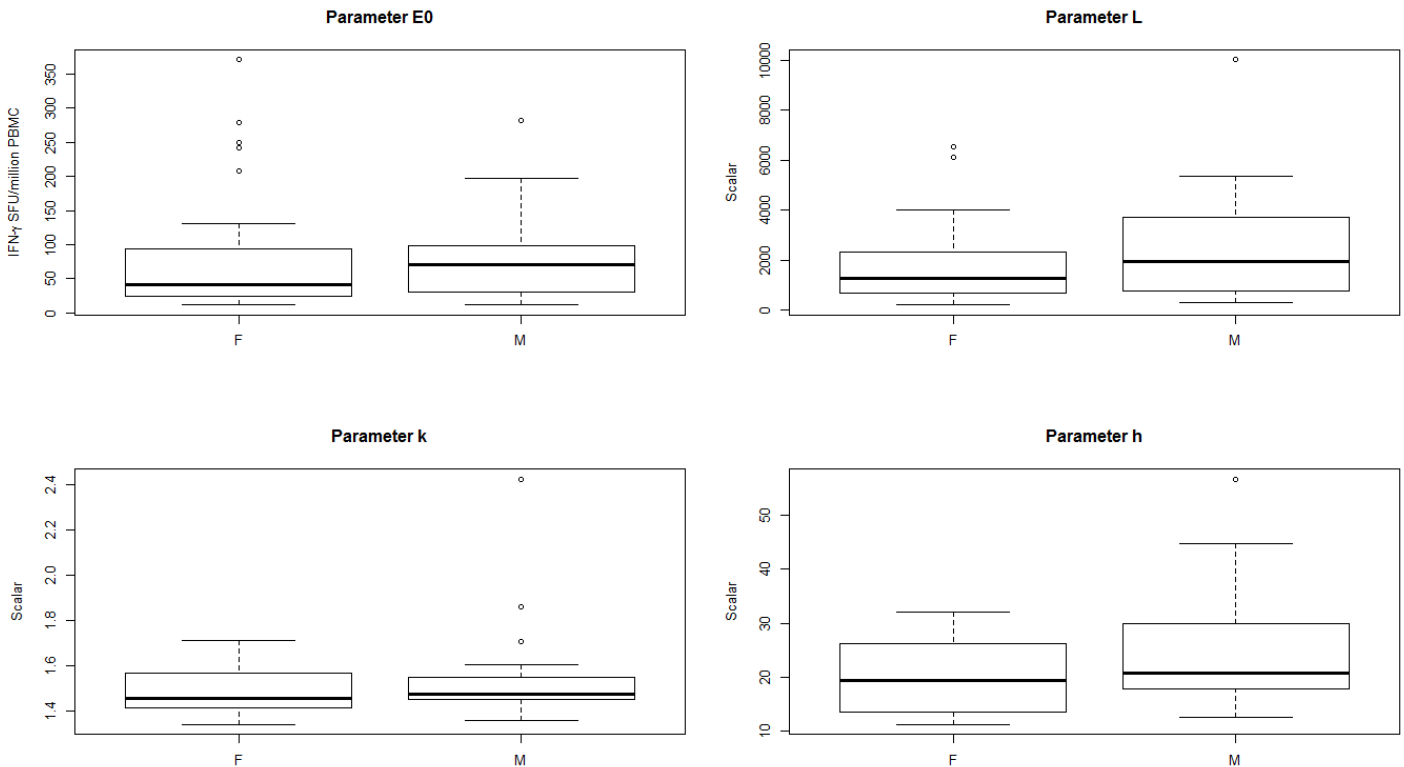 Parameter E0
IFN-γ SFU/million PBMC
350
300
250
200
150
100
50
0
F
M
Parameter L
Scalar
10000
8000
6000
4000
2000
0
F
M
Parameter k
Scalar
2.4
2.2
2.0
1.8
1.6
1.4
F
M
Parameter h
Scalar
50
40
30
20
10
F
M